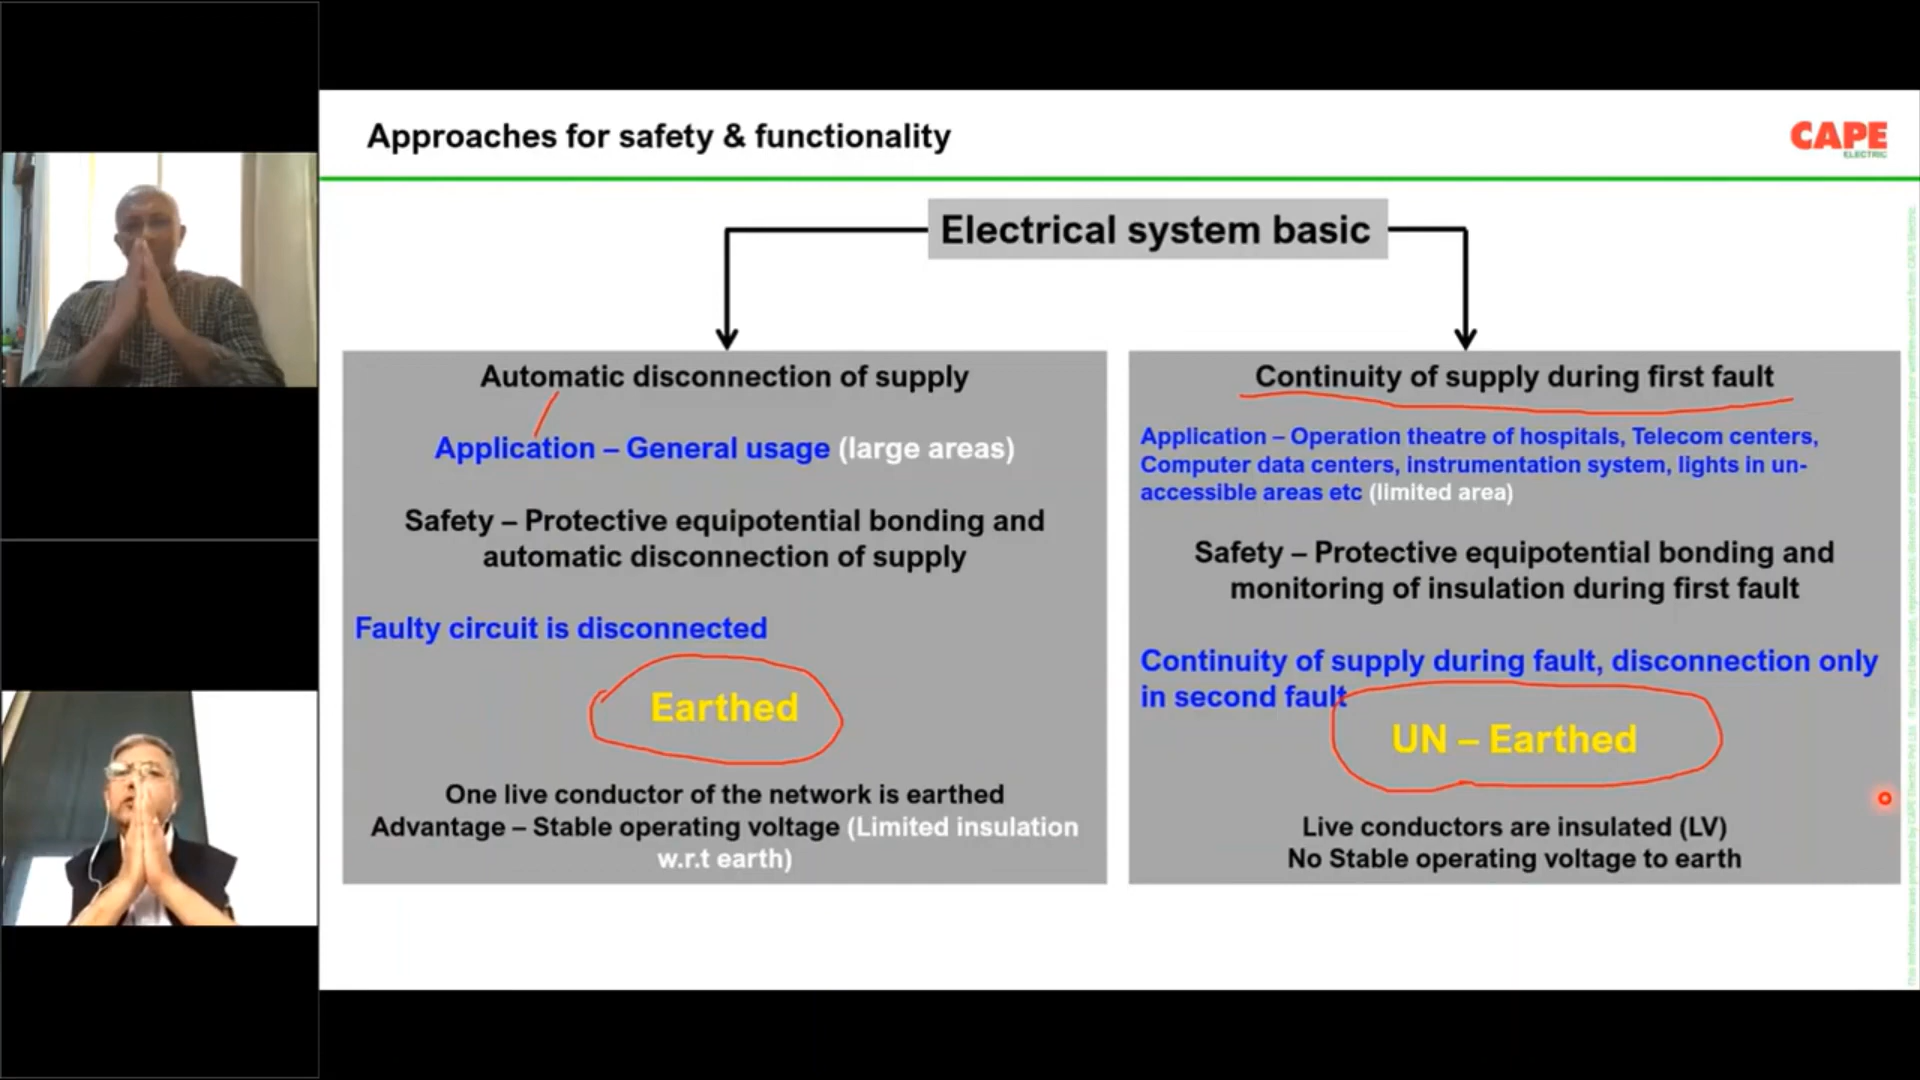 Approaches for safety & functionality
CAPE
ELECTRIC
Electrical system basic
Automatic disconnection of supply
Application – General usage (large areas)
Safety – Protective equipotential bonding and
automatic disconnection of supply
Faulty circuit is disconnected
Earthed
One live conductor of the network is earthed
Advantage – Stable operating voltage (Limited insulation
w.r.t earth)
Continuity of supply during first fault
Application – Operation theatre of hospitals, Telecom centers,
Computer data centers, instrumentation system, lights in un-
accessible areas etc (limited area)
Safety – Protective equipotential bonding and
monitoring of insulation during first fault
Continuity of supply during fault, disconnection only
in second fault
UN – Earthed
Live conductors are insulated (LV)
No Stable operating voltage to earth